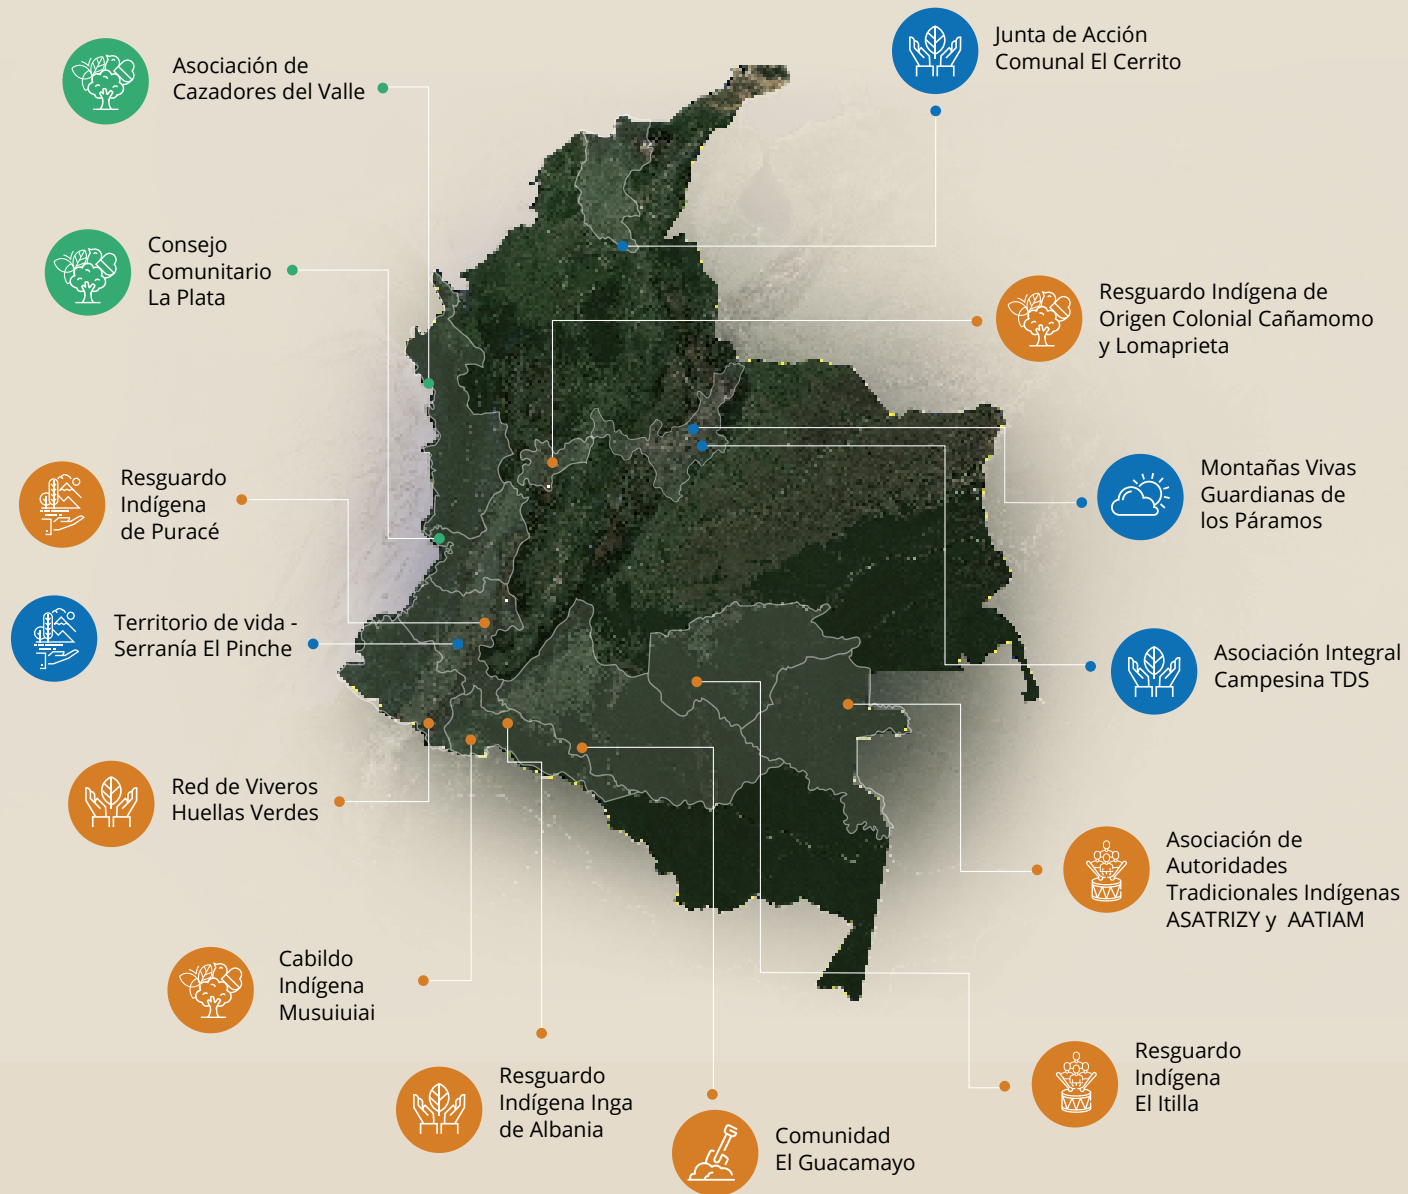 Asociación de
Cazadores del Valle
Junta de Acción
Comunal El Cerrito
Consejo
Comunitario
La Plata
Resguardo Indígena de
Origen Colonial Cañamomo
y Lomaprieta
Resguardo
Indígena
de Puracé
Montañas Vivas
Guardianas de
los Páramos
Territorio de vida -
Serranía El Pinche
Asociación Integral
Campesina TDS
Red de Viveros
Huellas Verdes
Asociación de
Autoridades
Tradicionales Indígenas
ASATRIZY y  AATIAM
Cabildo
Indígena
Musuiuiai
Resguardo
Indígena Inga
de Albania
Comunidad
El Guacamayo
Resguardo
Indígena
El Itilla